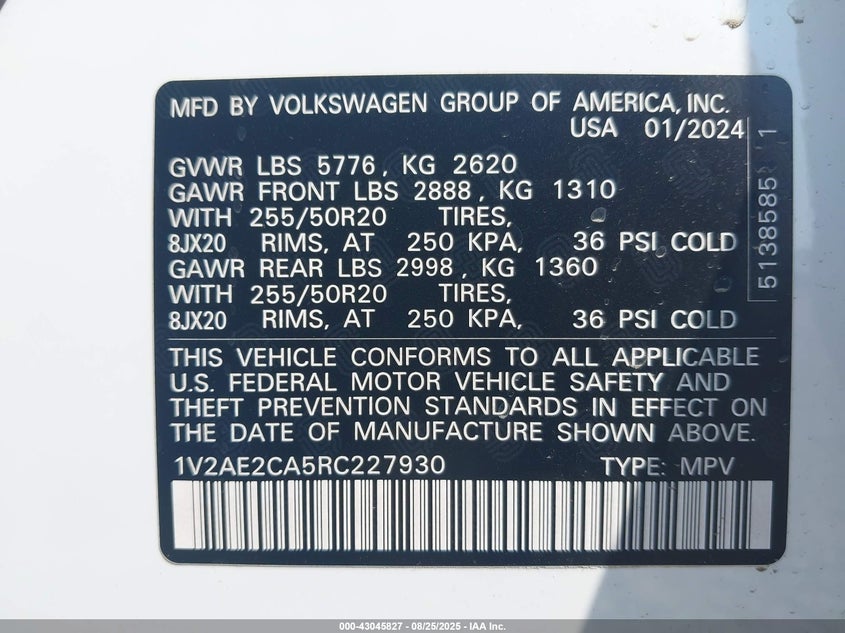 MFD BY VOLKSWAGEN GROUP OF AMERICA, INC.
USA 01/2024
GVWR LBS 5776, KG 2620
GAWR FRONT LBS 2888, KG 1310
WITH 255/50R20 TIRES,
8JX20 RIMS, AT 250 KPA, 36 PSI COLD
GAWR REAR LBS 2998, KG 1360
WITH 255/50R20 TIRES,
8JX20 RIMS, AT 250 KPA, 36 PSI COLD
THIS VEHICLE CONFORMS TO ALL APPLICABLE
U.S. FEDERAL MOTOR VEHICLE SAFETY AND
THEFT PREVENTION STANDARDS IN EFFECT ON
THE DATE OF MANUFACTURE SHOWN ABOVE.
1V2AE2CA5RC227930 TYPE: MPV
000-43045827 - 08/25/2025 - IAA Inc.